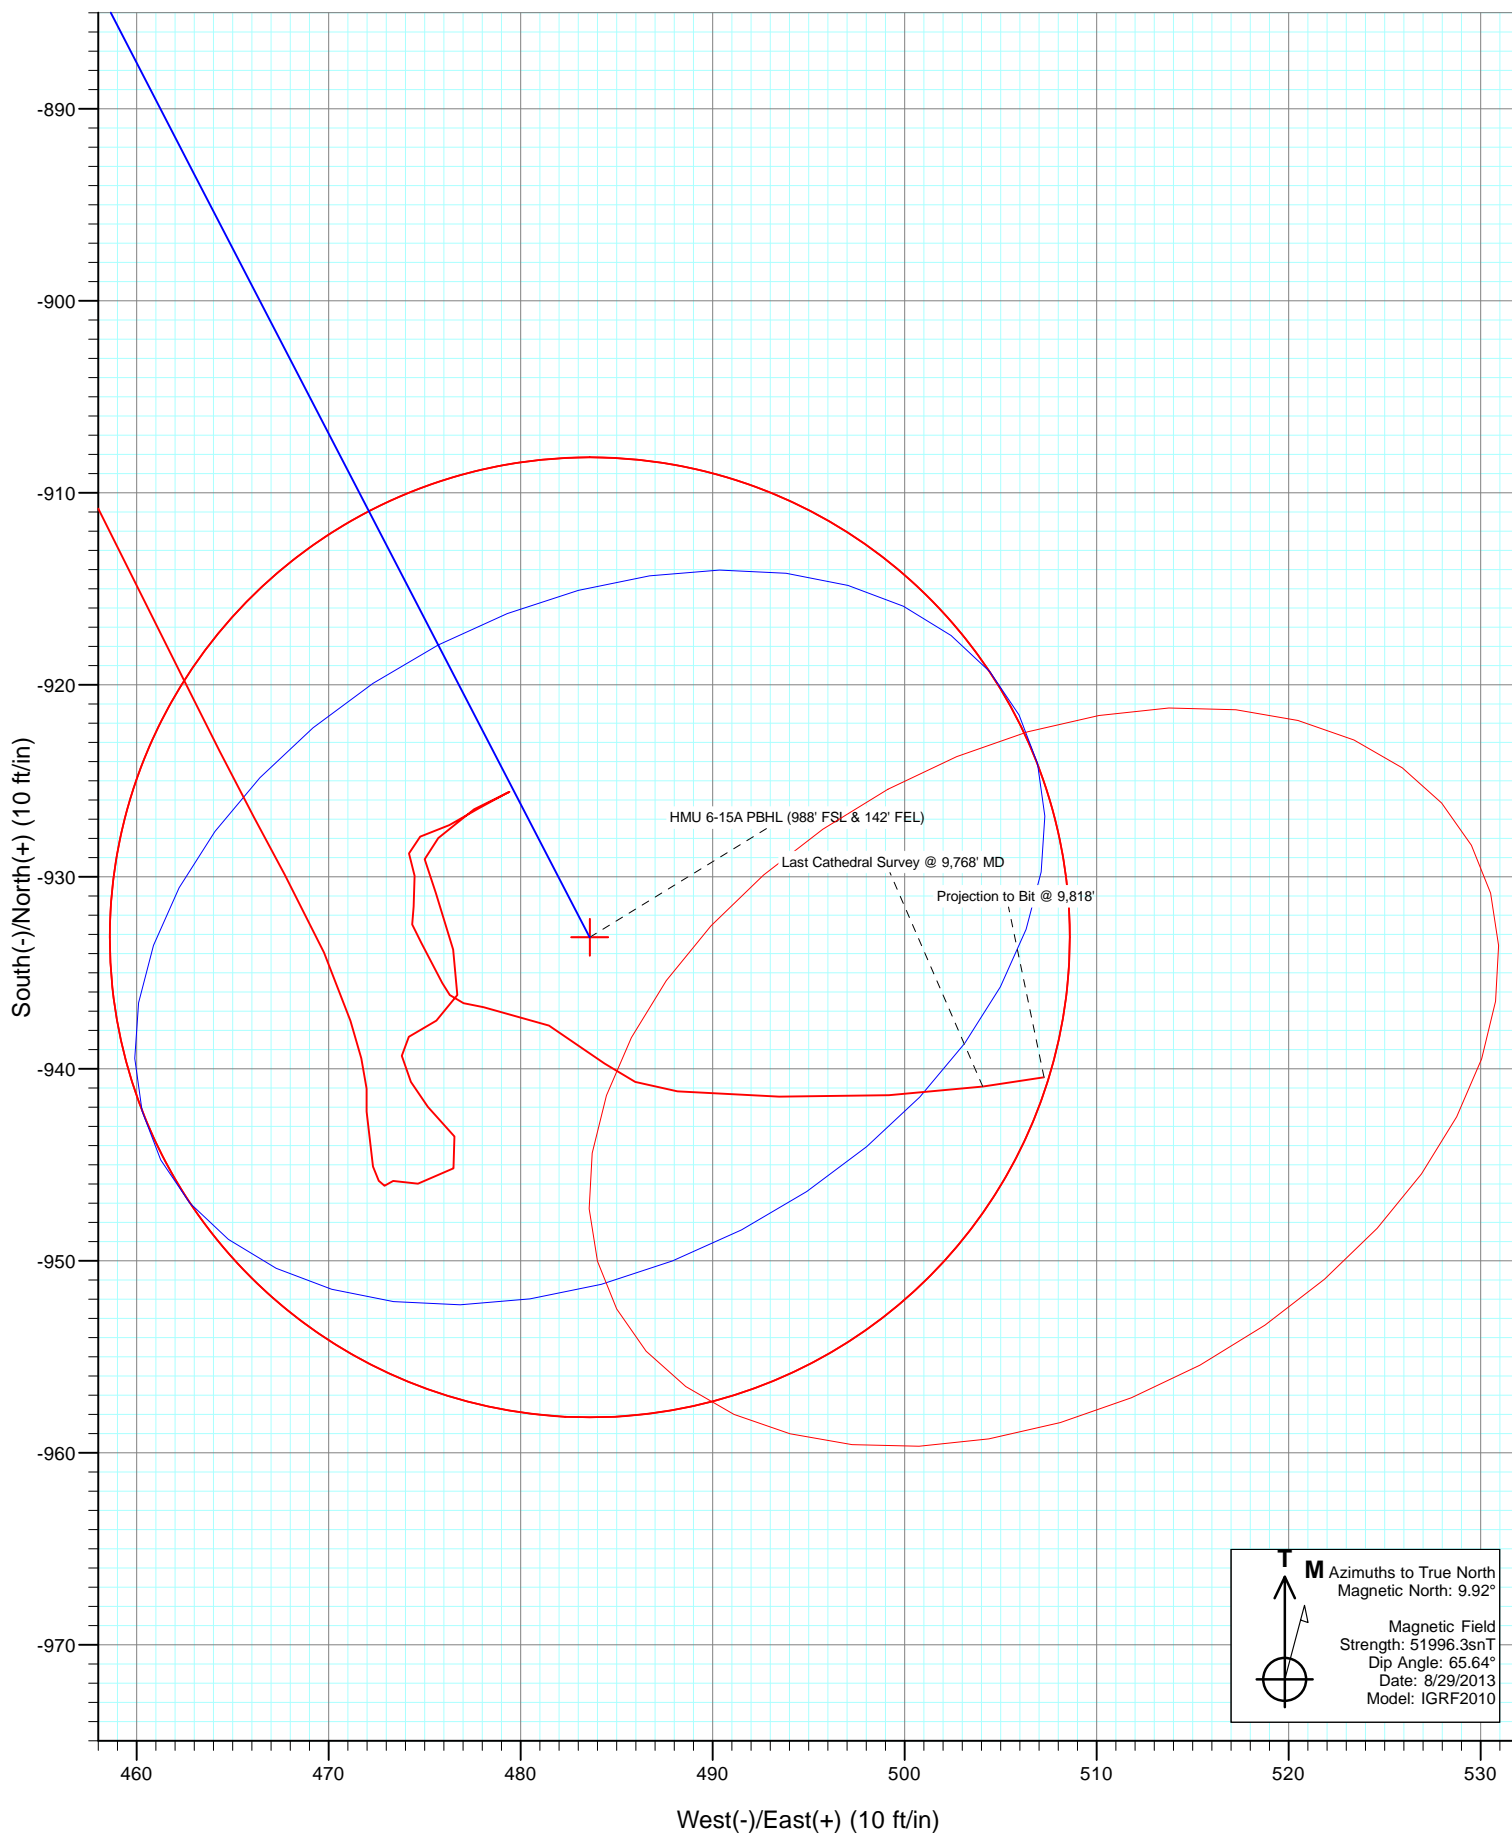 -890
-900
-910
-920
-930
-940
-950
-960
-970
South(-)/North(+) (10 ft/in)
HMU 6-15A PBHL (988' FSL & 142' FEL)
Last Cathedral Survey @ 9,768' MD
Projection to Bit @ 9,818'
T
M
Azimuths to True North
Magnetic North: 9.92°
Magnetic Field
Strength: 51996.3snT
Dip Angle: 65.64°
Date: 8/29/2013
Model: IGRF2010
460
470
480
490
500
510
520
530
West(-)/East(+) (10 ft/in)